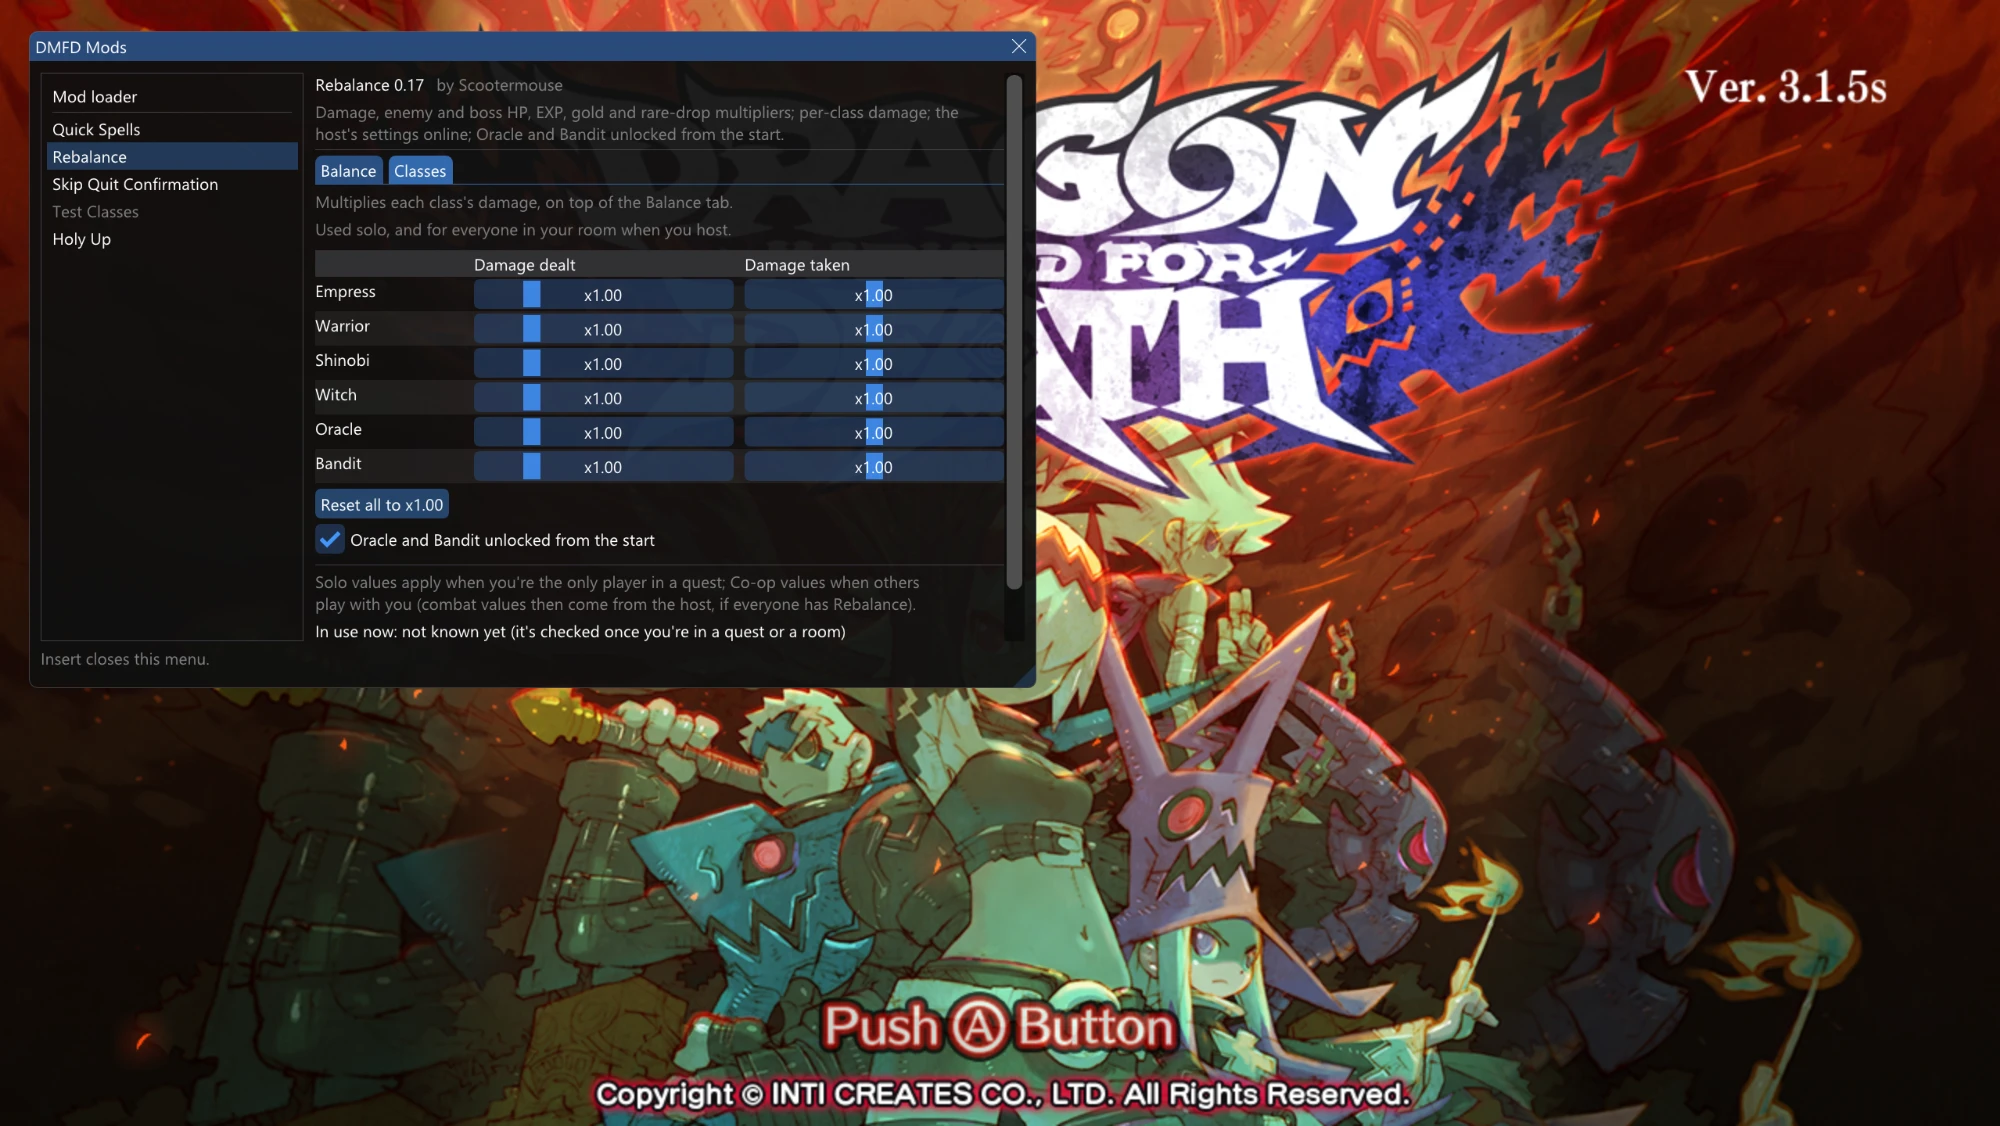 DMFD Mods
Mod loader
Quick Spells
Rebalance
Skip Quit Confirmation
Test Classes
Holy Up
Insert closes this menu.
Rebalance 0.17 by Scootermouse
Damage, enemy and boss HP, EXP, gold and rare-drop multipliers; per-class damage; the
host's settings online; Oracle and Bandit unlocked from the start.
Balance Classes
Multiplies each class's damage, on top of the Balance tab.
Used solo, and for everyone in your room when you host.
Damage dealt Damage taken
Empress x1.00 x1.00
Warrior x1.00 x1.00
Shinobi x1.00 x1.00
Witch x1.00 x1.00
Oracle x1.00 x1.00
Bandit x1.00 x1.00
Reset all to x1.00
Oracle and Bandit unlocked from the start
Solo values apply when you're the only player in a quest; Co-op values when others
play with you (combat values then come from the host, if everyone has Rebalance).
In use now: not known yet (it's checked once you're in a quest or a room)
Ver. 3.1.5s
DRAGON
D FOR
TH
Push A Button
Copyright © INTI CREATES CO., LTD. All Rights Reserved.